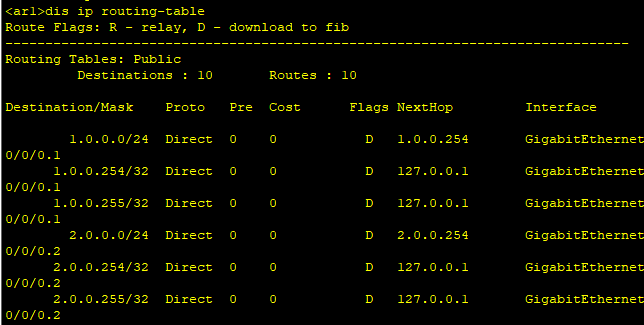 <ar1>dis ip routing-table
Route Flags: R - relay, D - download to fib
------------------------------------------------------------------------------
Routing Tables: Public
         Destinations : 10       Routes : 10
Destination/Mask    Proto  Pre  Cost      Flags NextHop         Interface
        1.0.0.0/24  Direct  0    0           D   1.0.0.254       GigabitEthernet
0/0/0.1
      1.0.0.254/32  Direct  0    0           D   127.0.0.1       GigabitEthernet
0/0/0.1
      1.0.0.255/32  Direct  0    0           D   127.0.0.1       GigabitEthernet
0/0/0.1
        2.0.0.0/24  Direct  0    0           D   2.0.0.254       GigabitEthernet
0/0/0.2
      2.0.0.254/32  Direct  0    0           D   127.0.0.1       GigabitEthernet
0/0/0.2
      2.0.0.255/32  Direct  0    0           D   127.0.0.1       GigabitEthernet
0/0/0.2